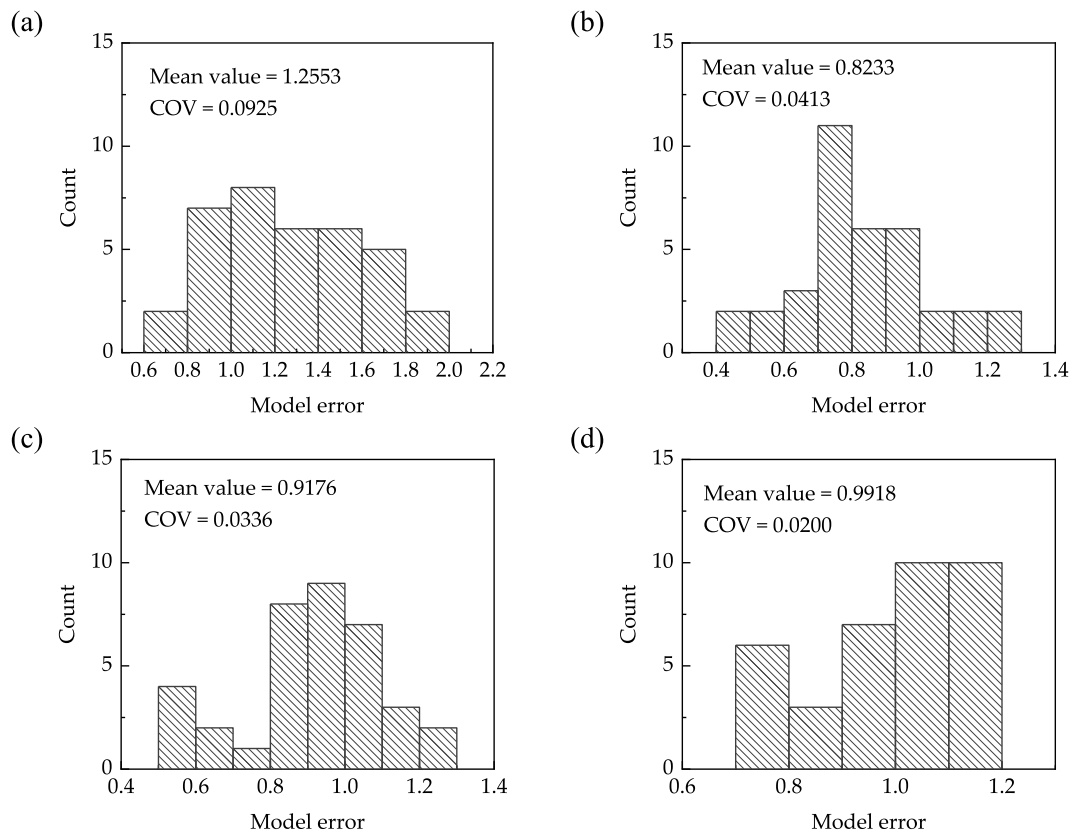 (a)
15
10
5
0
Count
Mean value = 1.2553
COV = 0.0925
0.6 0.8 1.0 1.2 1.4 1.6 1.8 2.0 2.2
Model error
(b)
15
10
5
0
Count
Mean value = 0.8233
COV = 0.0413
0.4 0.6 0.8 1.0 1.2 1.4
Model error
(c)
15
10
5
0
Count
Mean value = 0.9176
COV = 0.0336
0.4 0.6 0.8 1.0 1.2 1.4
Model error
(d)
15
10
5
0
Count
Mean value = 0.9918
COV = 0.0200
0.6 0.8 1.0 1.2
Model error